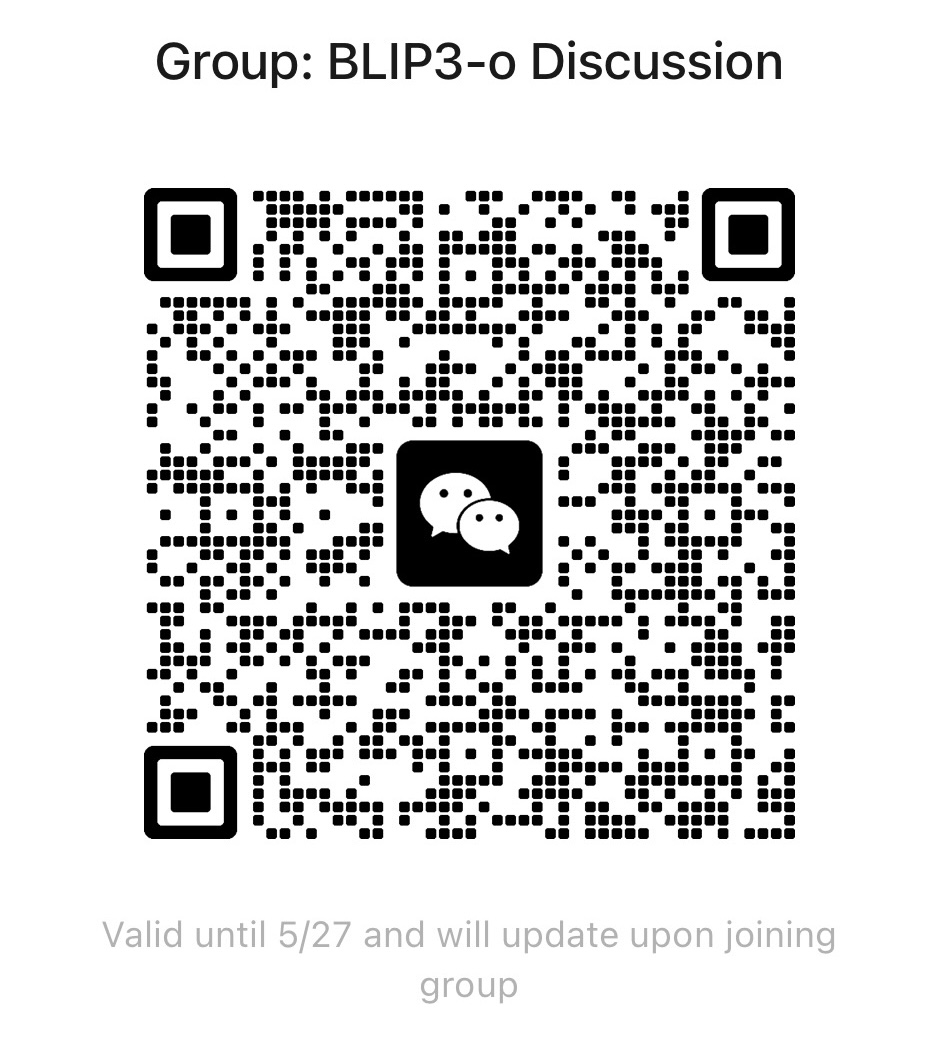 Group: BLIP3-o Discussion
Valid until 5/27 and will update upon joining
group